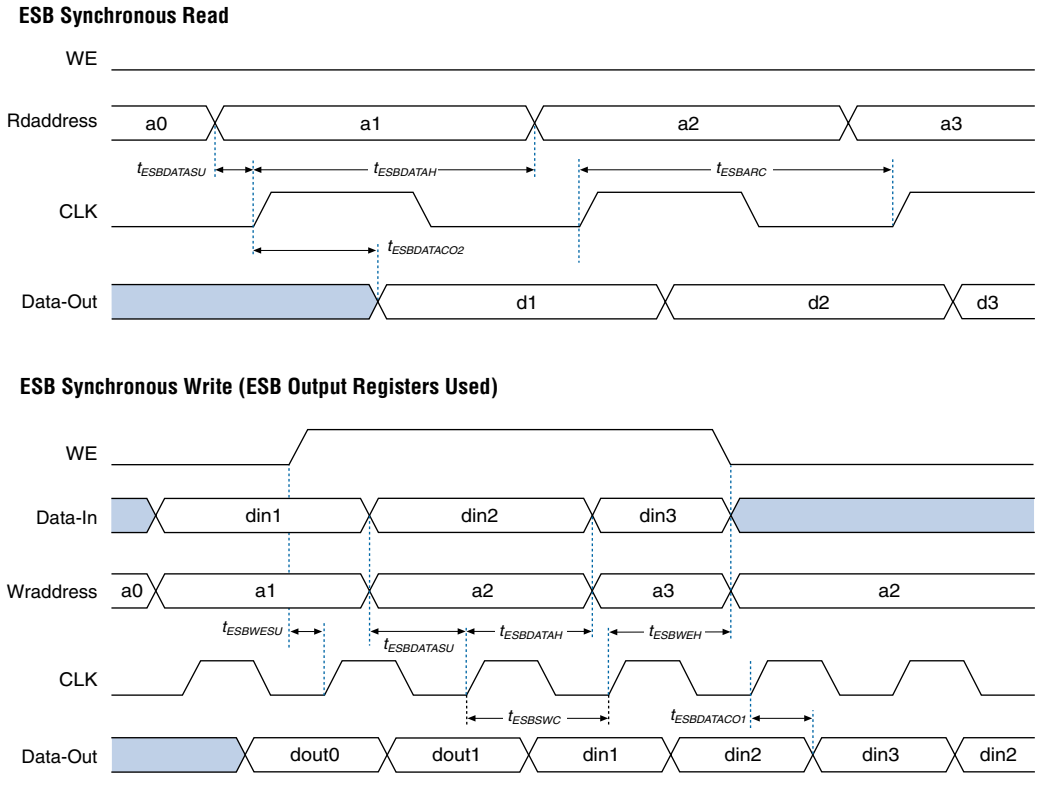 ESB Synchronous Read
WE
Rdaddress a0 a1 a2 a3
tESBDATASU tESBDATAH tESBARC
CLK
tESBDATACO2
Data-Out d1 d2 d3
ESB Synchronous Write (ESB Output Registers Used)
WE
Data-In din1 din2 din3
Wraddress a0 a1 a2 a3 a2
tESBWESU tESBDATASU tESBDATAH tESBWEH
CLK
tESBSWC tESBDATACO1
Data-Out dout0 dout1 din1 din2 din3 din2